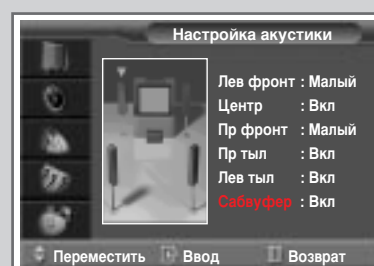 Настройка акустики
Лев фронт : Малый
Центр : Вкл
Пр фронт : Малый
Пр тыл : Вкл
Лев тыл : Вкл
Сабвуфер : Вкл
Переместить Ввод Возврат